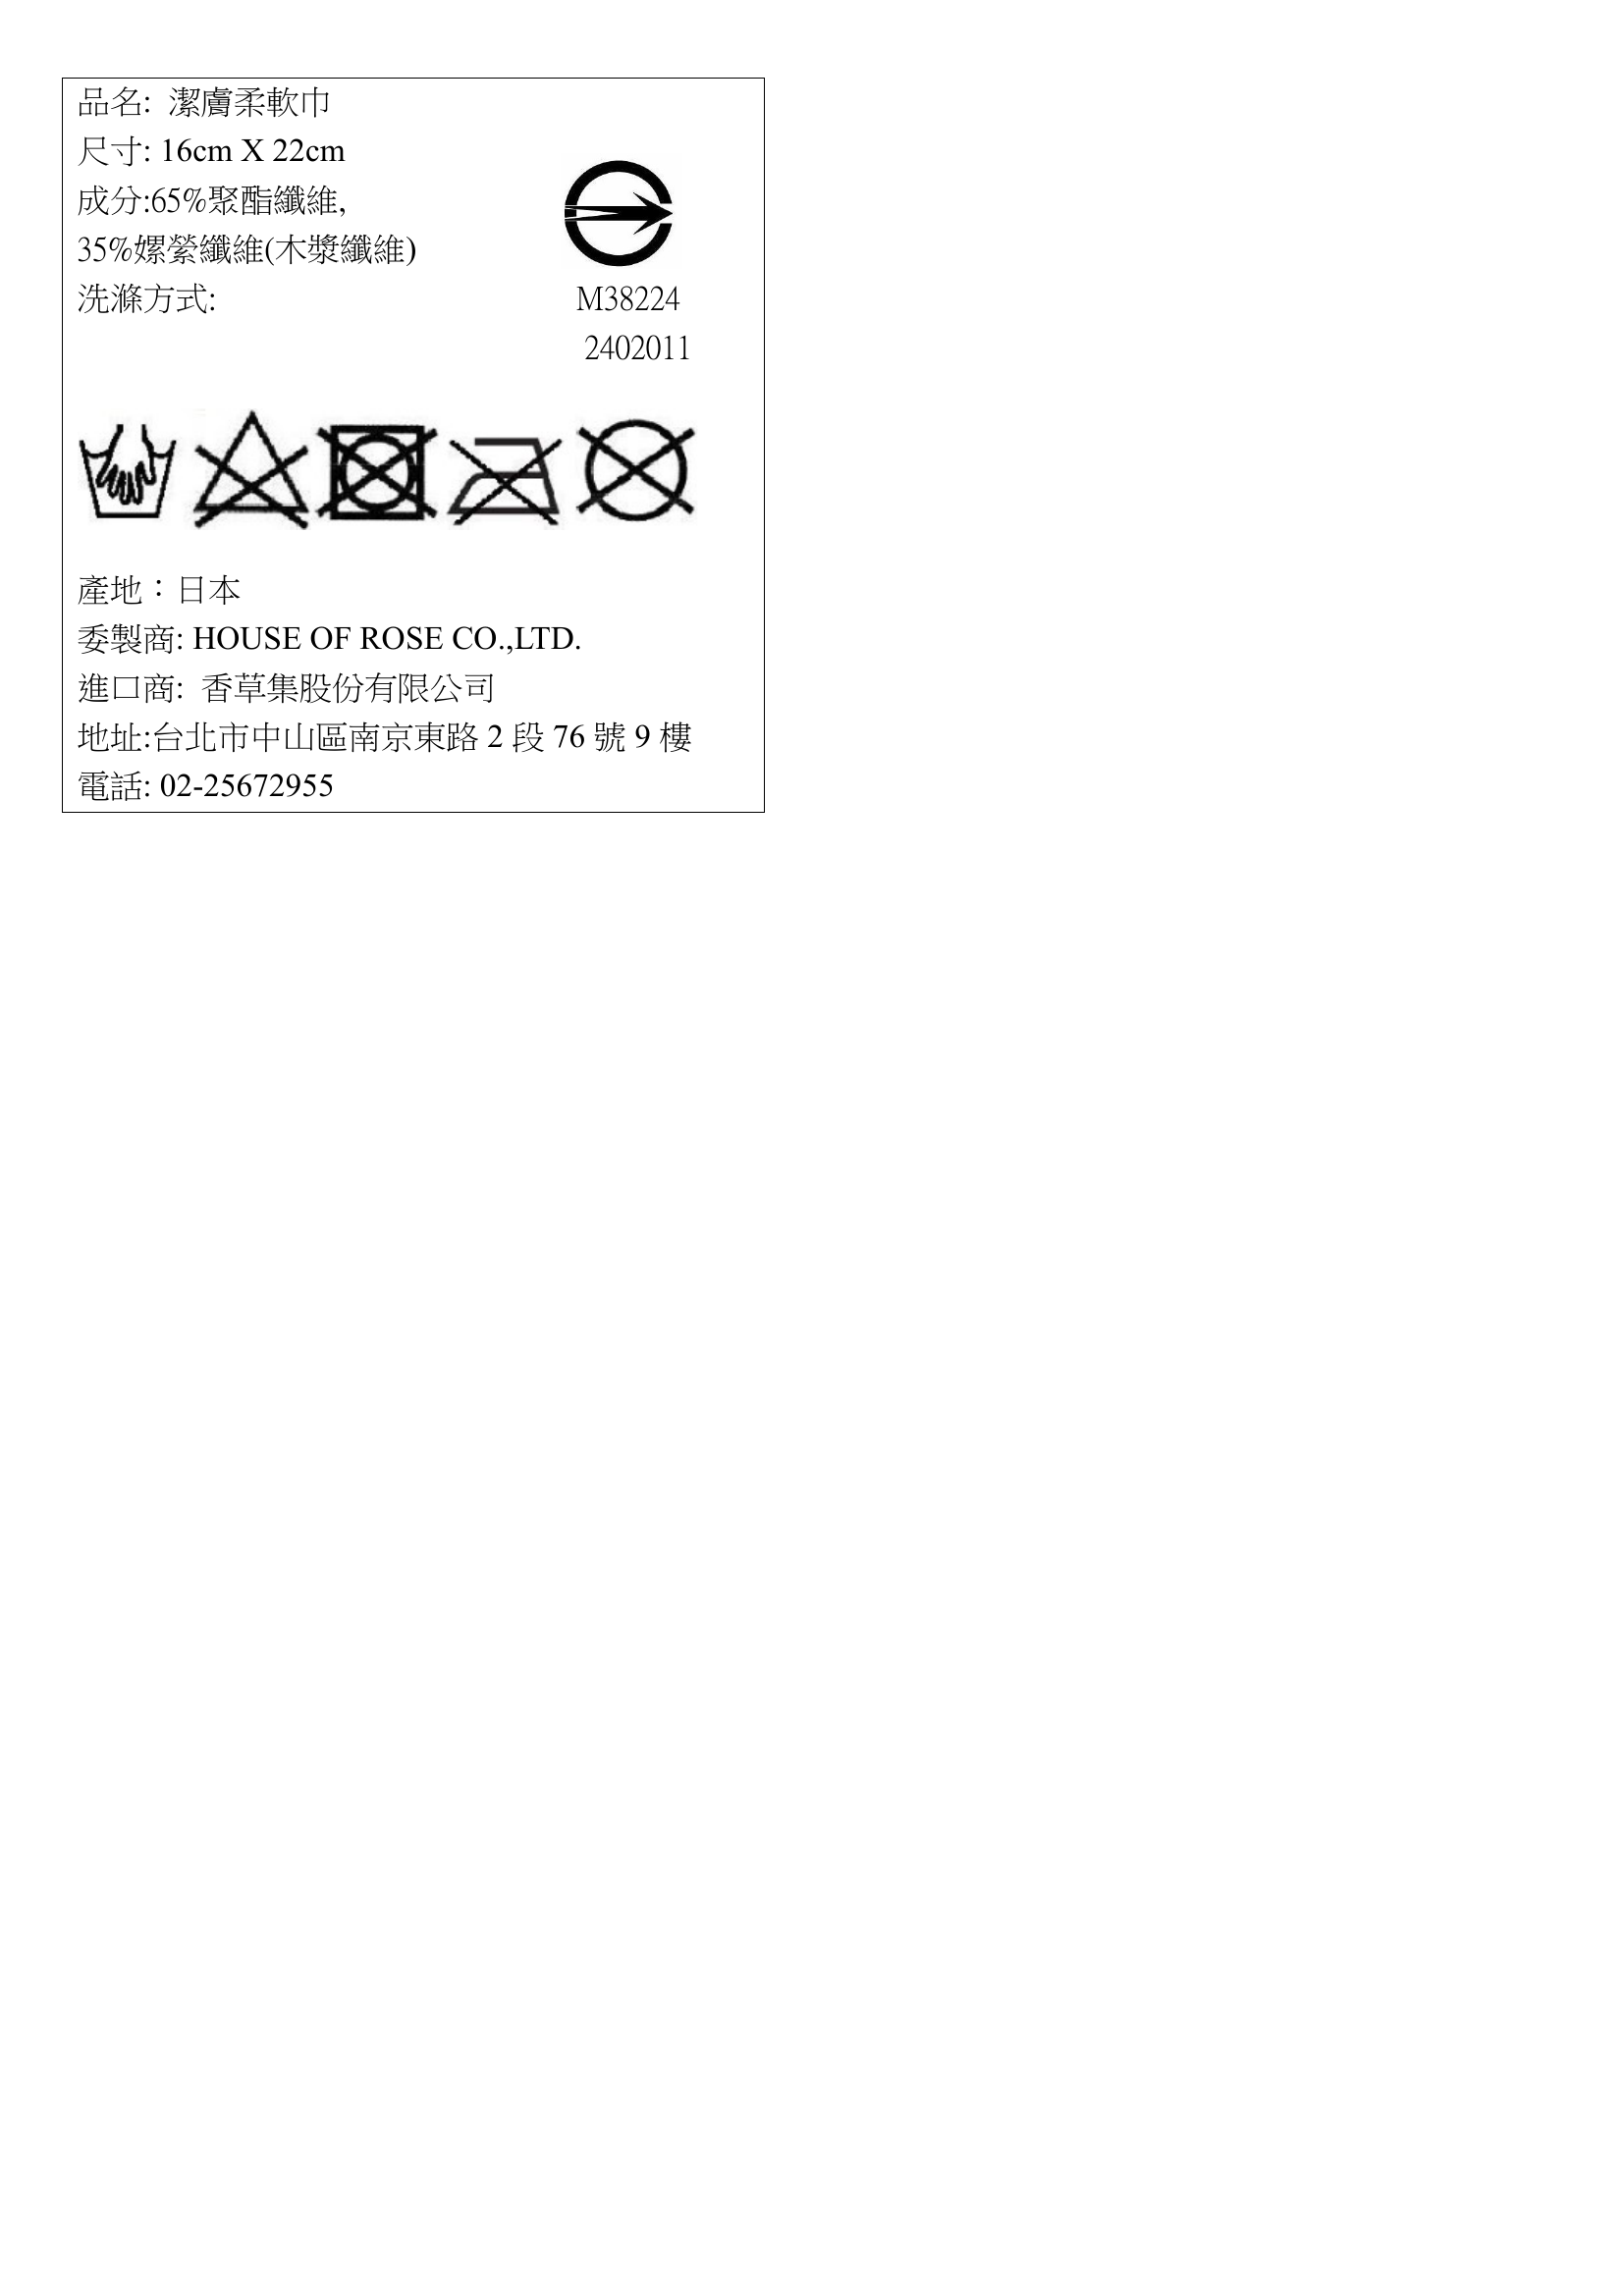 品名: 潔膚柔軟巾
尺寸: 16cm X 22cm
成分:65%聚酯纖維,
35%嫘縈纖維(木漿纖維)
洗滌方式:
M38224
2402011
產地：日本
委製商: HOUSE OF ROSE CO.,LTD.
進口商: 香草集股份有限公司
地址:台北市中山區南京東路 2 段 76 號 9 樓
電話: 02-25672955